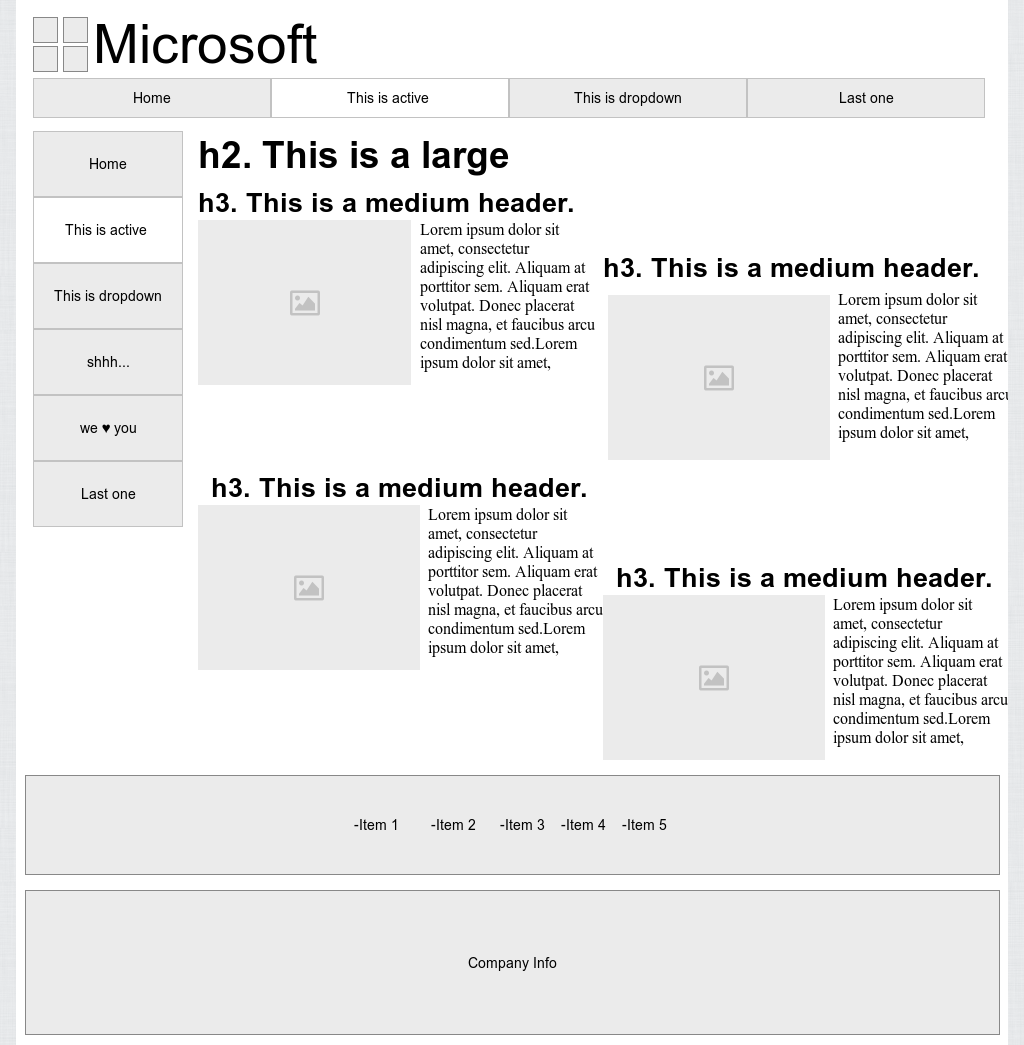 Microsoft
Home
This is active
This is dropdown
Last one
Home
This is active
This is dropdown
shhh...
we ♥ you
Last one
h2. This is a large
h3. This is a medium header.
Lorem ipsum dolor sit
amet, consectetur
adipiscing elit. Aliquam at
porttitor sem. Aliquam erat
volutpat. Donec placerat
nisl magna, et faucibus arcu
condimentum sed.Lorem
ipsum dolor sit amet,
h3. This is a medium header.
Lorem ipsum dolor sit
amet, consectetur
adipiscing elit. Aliquam at
porttitor sem. Aliquam erat
volutpat. Donec placerat
nisl magna, et faucibus arcu
condimentum sed.Lorem
ipsum dolor sit amet,
h3. This is a medium header.
Lorem ipsum dolor sit
amet, consectetur
adipiscing elit. Aliquam at
porttitor sem. Aliquam erat
volutpat. Donec placerat
nisl magna, et faucibus arcu
condimentum sed.Lorem
ipsum dolor sit amet,
h3. This is a medium header.
Lorem ipsum dolor sit
amet, consectetur
adipiscing elit. Aliquam at
porttitor sem. Aliquam erat
volutpat. Donec placerat
nisl magna, et faucibus arcu
condimentum sed.Lorem
ipsum dolor sit amet,
-Item 1 -Item 2 -Item 3 -Item 4 -Item 5
Company Info